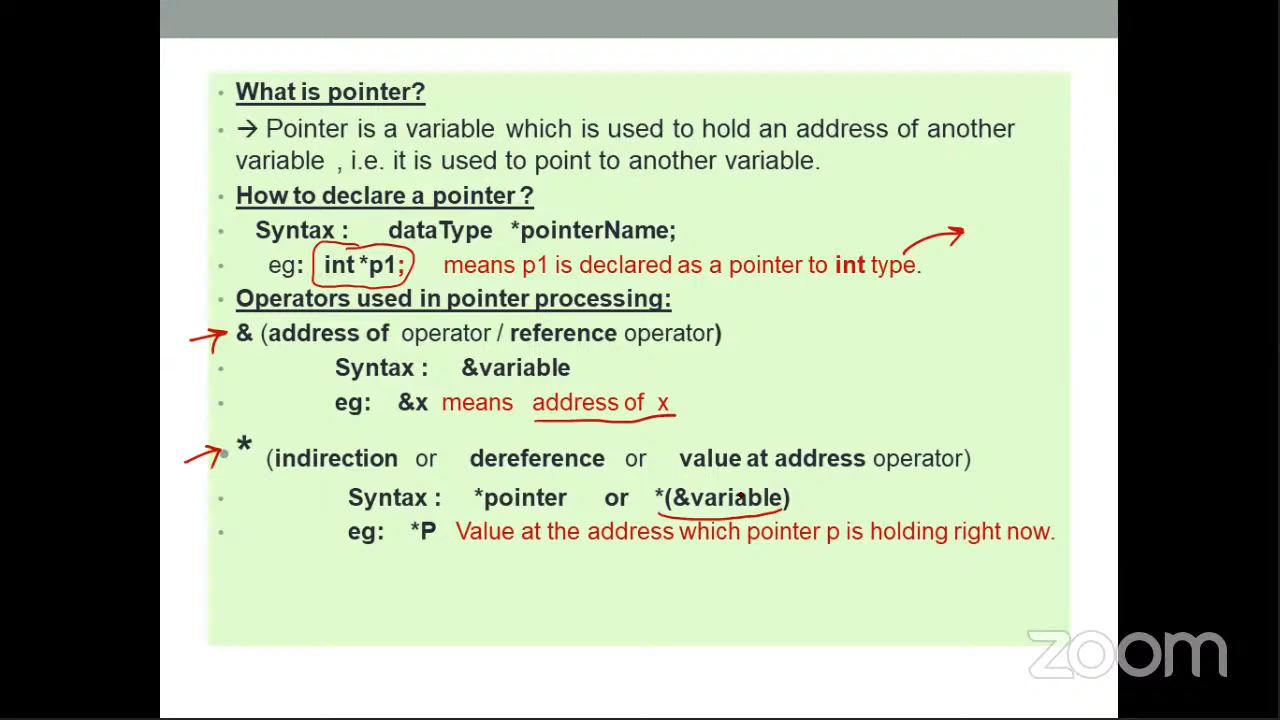 What is pointer?
→ Pointer is a variable which is used to hold an address of another
variable , i.e. it is used to point to another variable.
How to declare a pointer ?
Syntax : dataType *pointerName;
eg: int *p1; means p1 is declared as a pointer to int type.
Operators used in pointer processing:
& (address of operator / reference operator)
Syntax : &variable
eg: &x means address of x
* (indirection or dereference or value at address operator)
Syntax : *pointer or *(&variable)
eg: *P Value at the address which pointer p is holding right now.
zoom